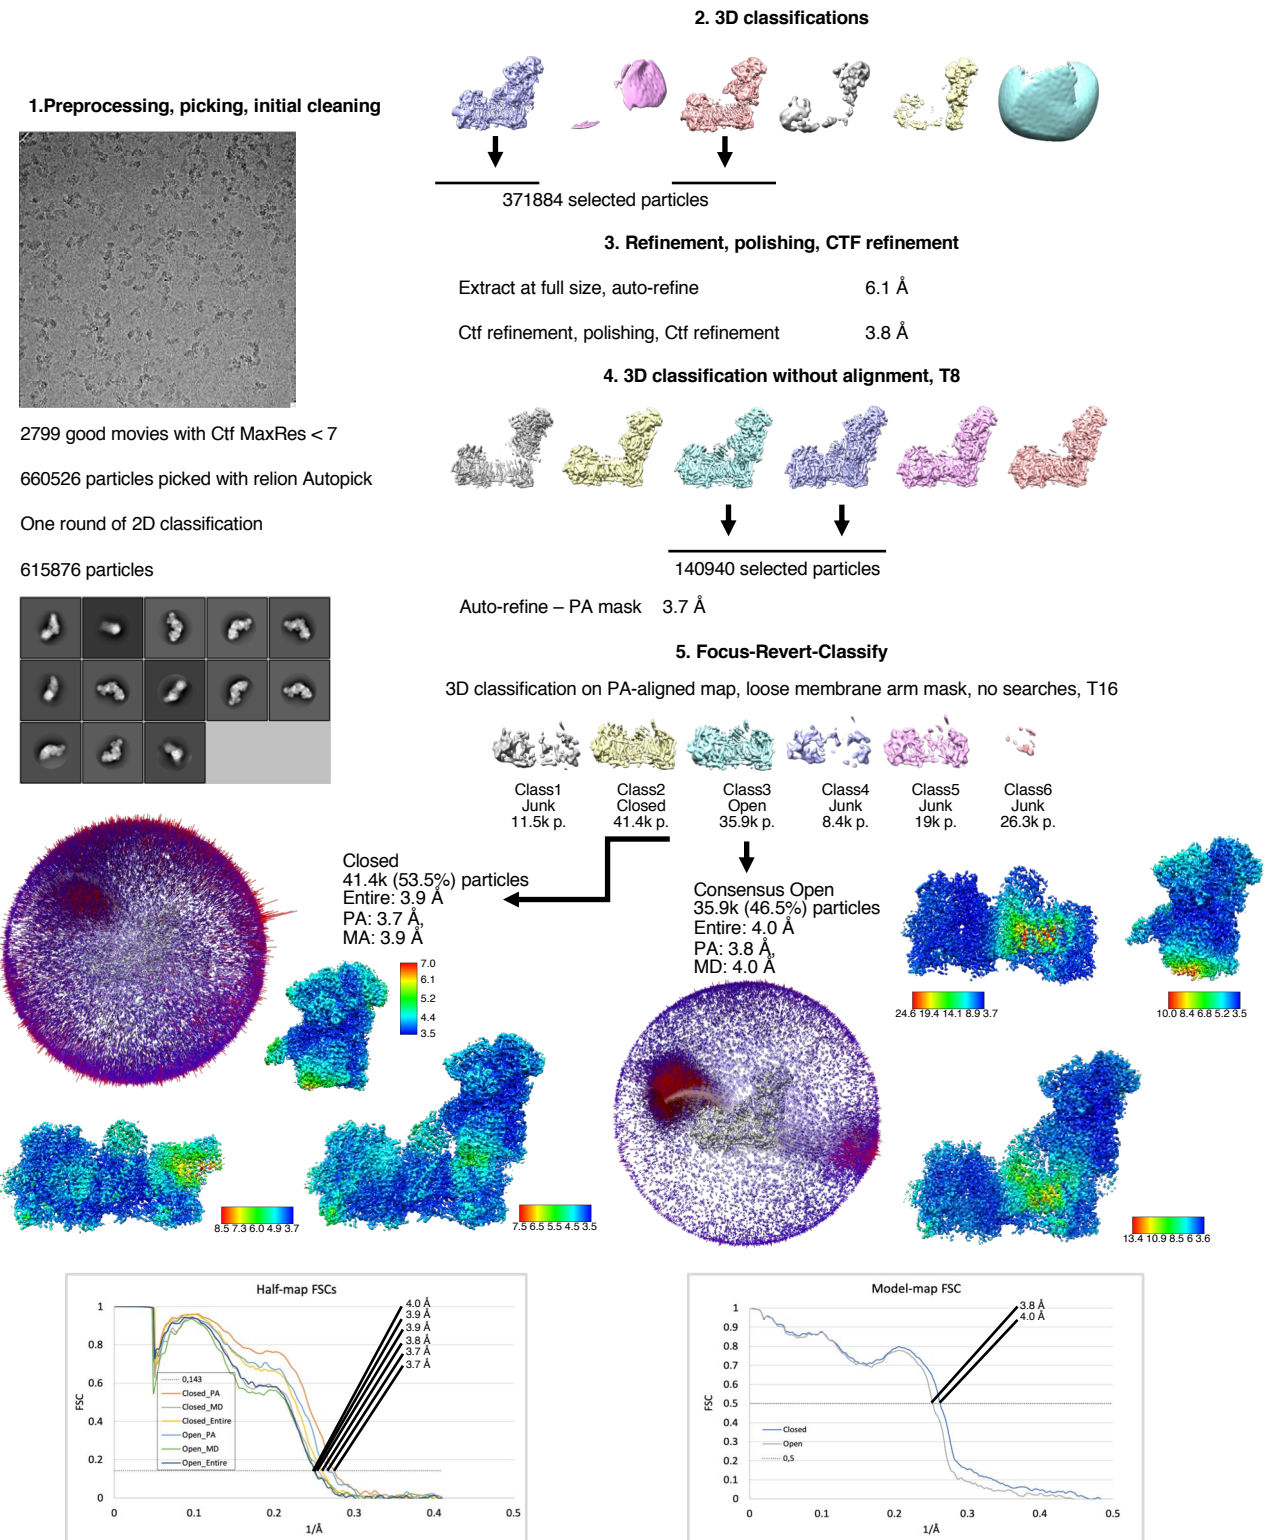 2. 3D classifications
1.Preprocessing, picking, initial cleaning
371884 selected particles
3. Refinement, polishing, CTF refinement
Extract at full size, auto-refine 6.1 Å
Ctf refinement, polishing, Ctf refinement 3.8 Å
4. 3D classification without alignment, T8
2799 good movies with Ctf MaxRes < 7
660526 particles picked with relion Autopick
One round of 2D classification
615876 particles
140940 selected particles
Auto-refine – PA mask 3.7 Å
5. Focus-Revert-Classify
3D classification on PA-aligned map, loose membrane arm mask, no searches, T16
Class1 Class2 Class3 Class4 Class5 Class6
Junk Closed Open Junk Junk Junk
11.5k p. 41.4k p. 35.9k p. 8.4k p. 19k p. 26.3k p.
Closed
41.4k (53.5%) particles
Entire: 3.9 Å
PA: 3.7 Å,
MA: 3.9 Å
Consensus Open
35.9k (46.5%) particles
Entire: 4.0 Å
PA: 3.8 Å,
MD: 4.0 Å
7.0
6.1
5.2
4.4
3.5
24.6 19.4 14.1 8.9 3.7
10.0 8.4 6.8 5.2 3.5
8.5 7.3 6.0 4.9 3.7
7.5 6.5 5.5 4.5 3.5
13.4 10.9 8.5 6 3.6
Half-map FSCs
4.0 Å
3.9 Å
3.9 Å
3.8 Å
3.7 Å
3.7 Å
1
0.8
0.6
0.4
0.2
0
FSC
0,143
Closed_PA
Closed_MD
Closed_Entire
Open_PA
Open_MD
Open_Entire
0 0.1 0.2 0.3 0.4 0.5
1/Å
Model-map FSC
3.8 Å
4.0 Å
1
0.9
0.8
0.7
0.6
0.5
0.4
0.3
0.2
0.1
0
FSC
Closed
Open
0,5
0 0.1 0.2 0.3 0.4 0.5
1/Å